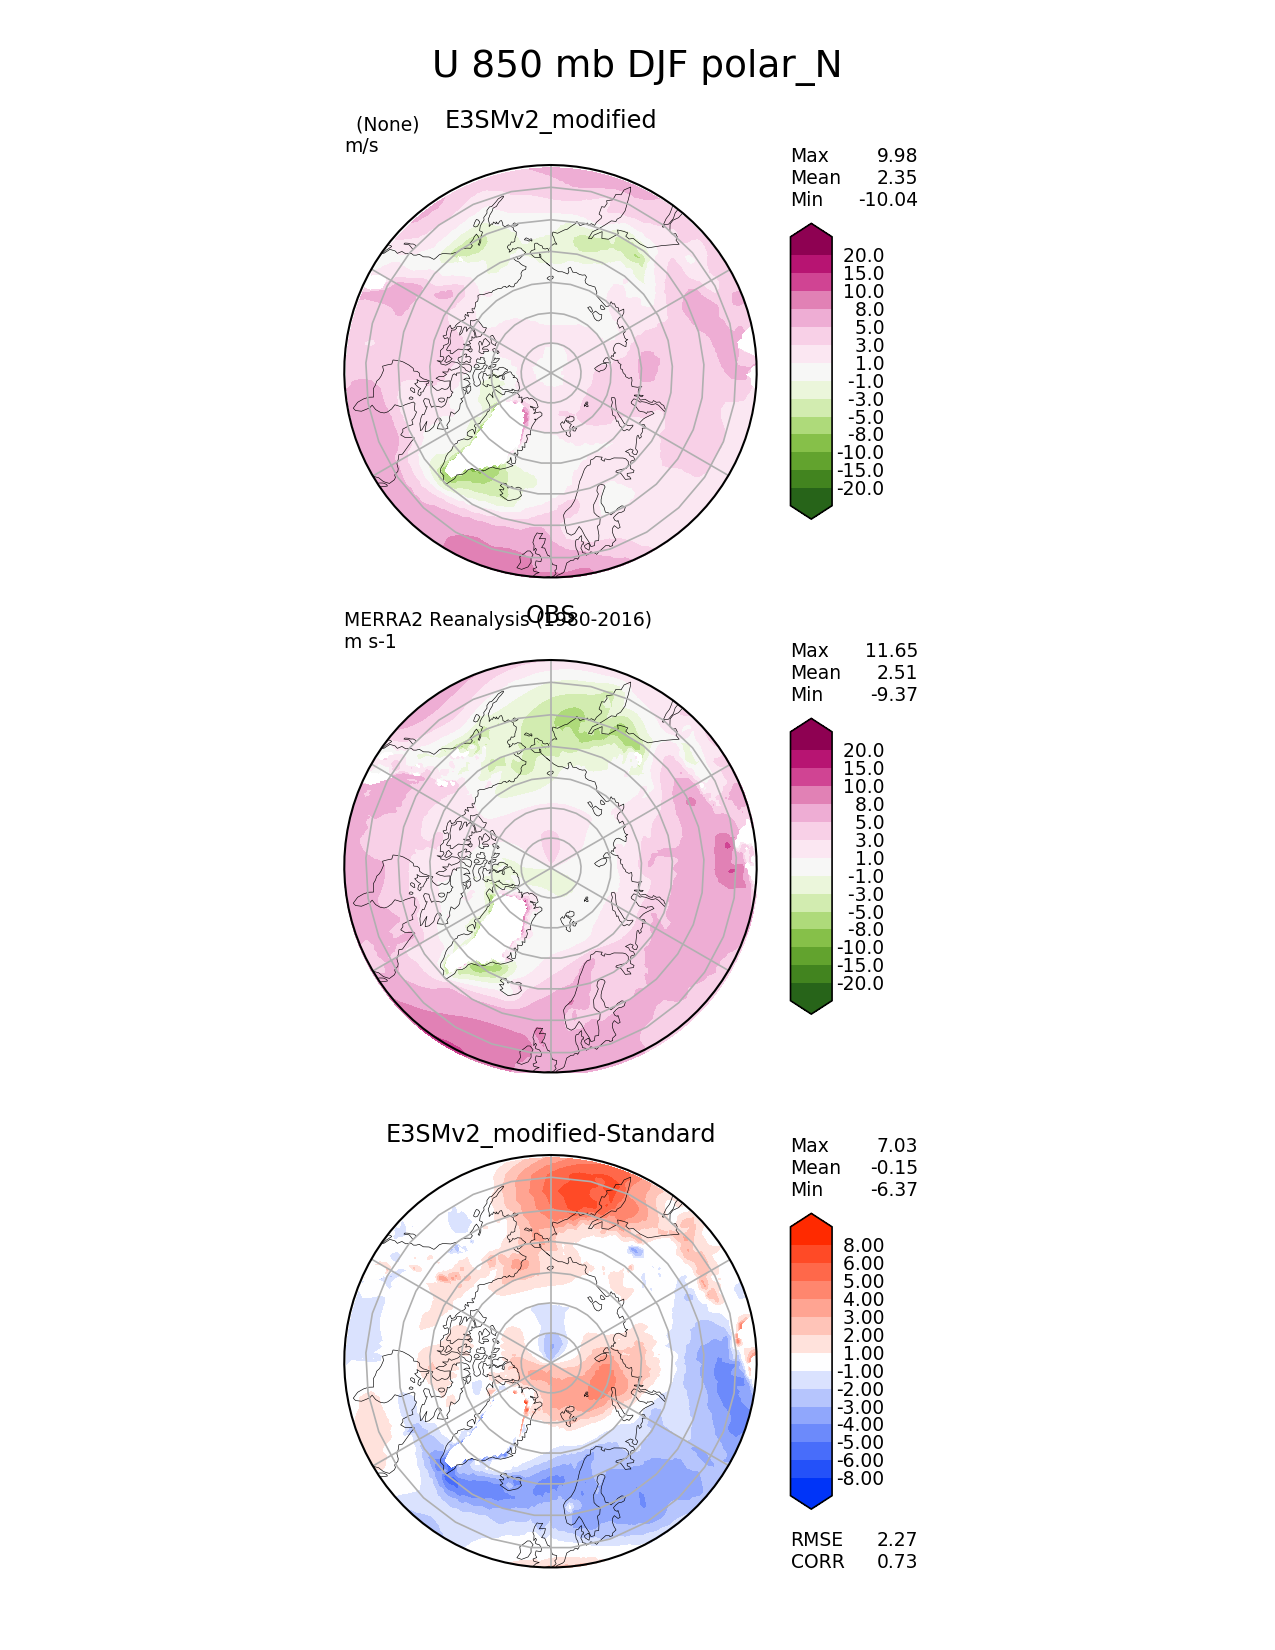 U 850 mb DJF polar_N
(None) E3SMv2_modified
m/s
Max 9.98
Mean 2.35
Min -10.04
20.0
15.0
10.0
8.0
5.0
3.0
1.0
-1.0
-3.0
-5.0
-8.0
-10.0
-15.0
-20.0
OBS
MERRA2 Reanalysis (1980-2016)
m s-1
Max 11.65
Mean 2.51
Min -9.37
20.0
15.0
10.0
8.0
5.0
3.0
1.0
-1.0
-3.0
-5.0
-8.0
-10.0
-15.0
-20.0
E3SMv2_modified-Standard
Max 7.03
Mean -0.15
Min -6.37
8.00
6.00
5.00
4.00
3.00
2.00
1.00
-1.00
-2.00
-3.00
-4.00
-5.00
-6.00
-8.00
RMSE 2.27
CORR 0.73